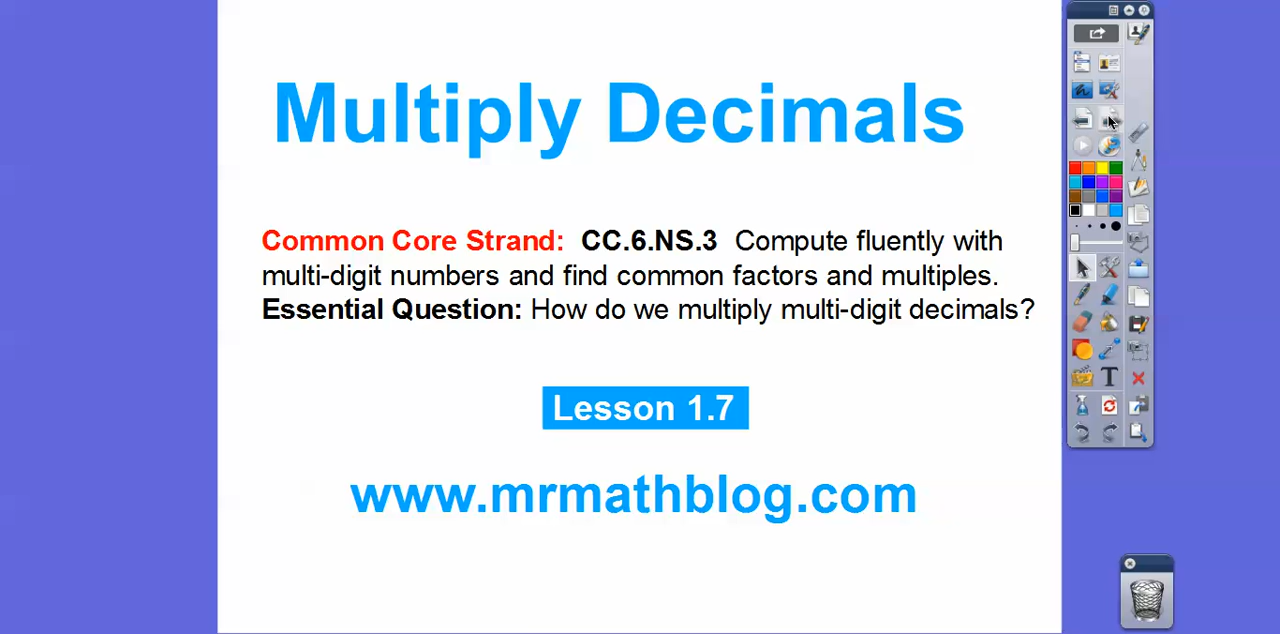 Multiply Decimals
Common Core Strand: CC.6.NS.3 Compute fluently with
multi-digit numbers and find common factors and multiples.
Essential Question: How do we multiply multi-digit decimals?
Lesson 1.7
www.mrmathblog.com
T